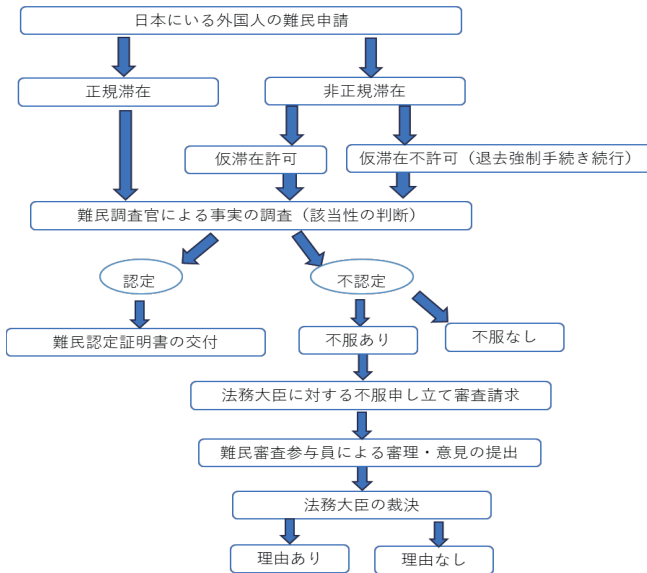 日本にいる外国人の難民申請
正規滞在
非正規滞在
仮滞在許可
仮滞在不許可（退去強制手続き続行）
難民調査官による事実の調査（該当性の判断）
認定
不認定
難民認定証明書の交付
不服あり
不服なし
法務大臣に対する不服申し立て審査請求
難民審査参与員による審理・意見の提出
法務大臣の裁決
理由あり
理由なし